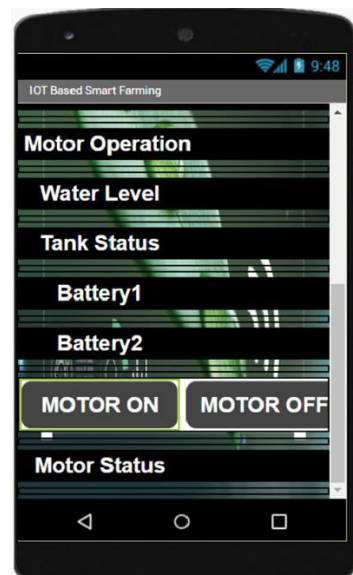 9:48
IOT Based Smart Farming
Motor Operation
Water Level
Tank Status
Battery1
Battery2
MOTOR ON MOTOR OFF
Motor Status